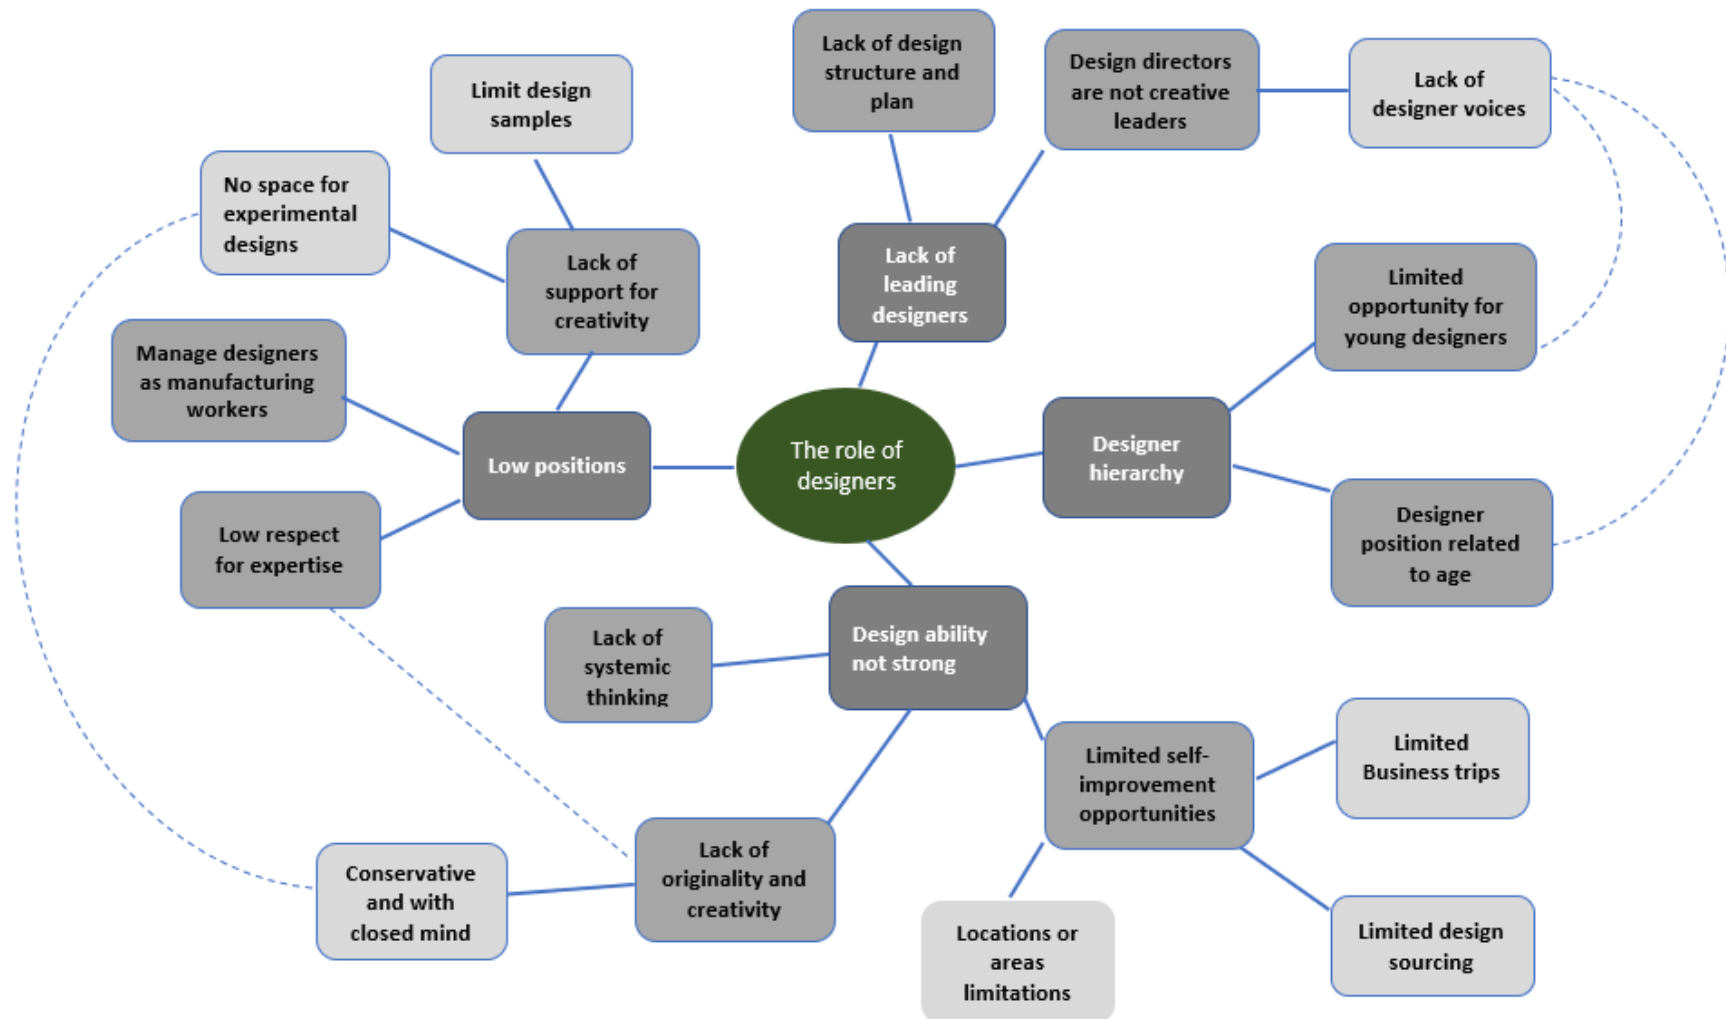 Lack of design
structure and
plan
Design directors
are not creative
leaders
Lack of
designer voices
Limit design
samples
No space for
experimental
designs
Lack of
support for
creativity
Lack of
leading
designers
Limited
opportunity for
young designers
Manage designers
as manufacturing
workers
Low positions
The role of
designers
Designer
hierarchy
Low respect
for expertise
Designer
position related
to age
Lack of
systemic
thinking
Design ability
not strong
Limited self-
improvement
opportunities
Limited
Business trips
Conservative
and with
closed mind
Lack of
originality and
creativity
Locations or
areas
limitations
Limited design
sourcing